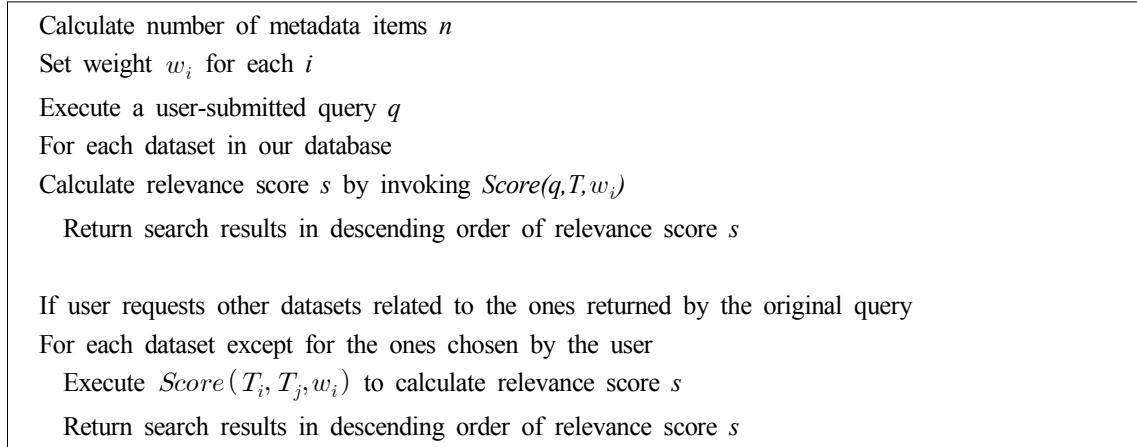 Calculate number of metadata items n
Set weight w_i for each i
Execute a user-submitted query q
For each dataset in our database
Calculate relevance score s by invoking Score(q,T,w_i)
Return search results in descending order of relevance score s
If user requests other datasets related to the ones returned by the original query
For each dataset except for the ones chosen by the user
Execute Score(T_i, T_j, w_i) to calculate relevance score s
Return search results in descending order of relevance score s